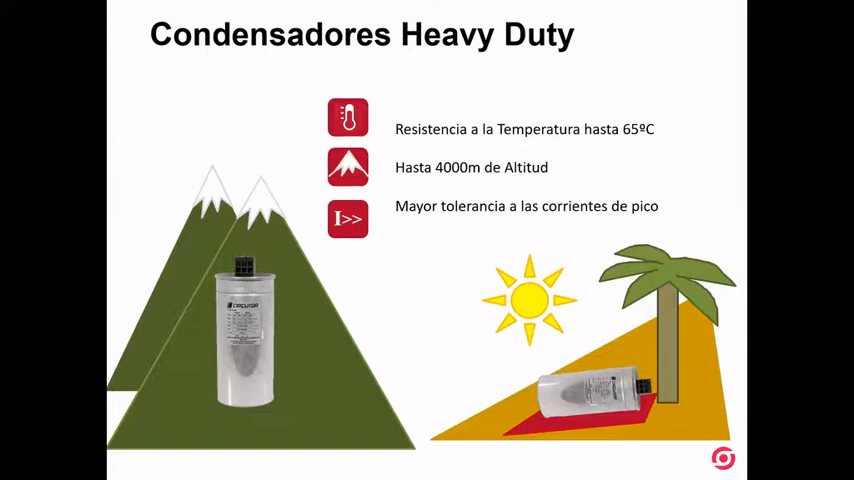 Condensadores Heavy Duty
Resistencia a la Temperatura hasta 65ºC
Hasta 4000m de Altitud
I>>
Mayor tolerancia a las corrientes de pico
CIRCUTOR